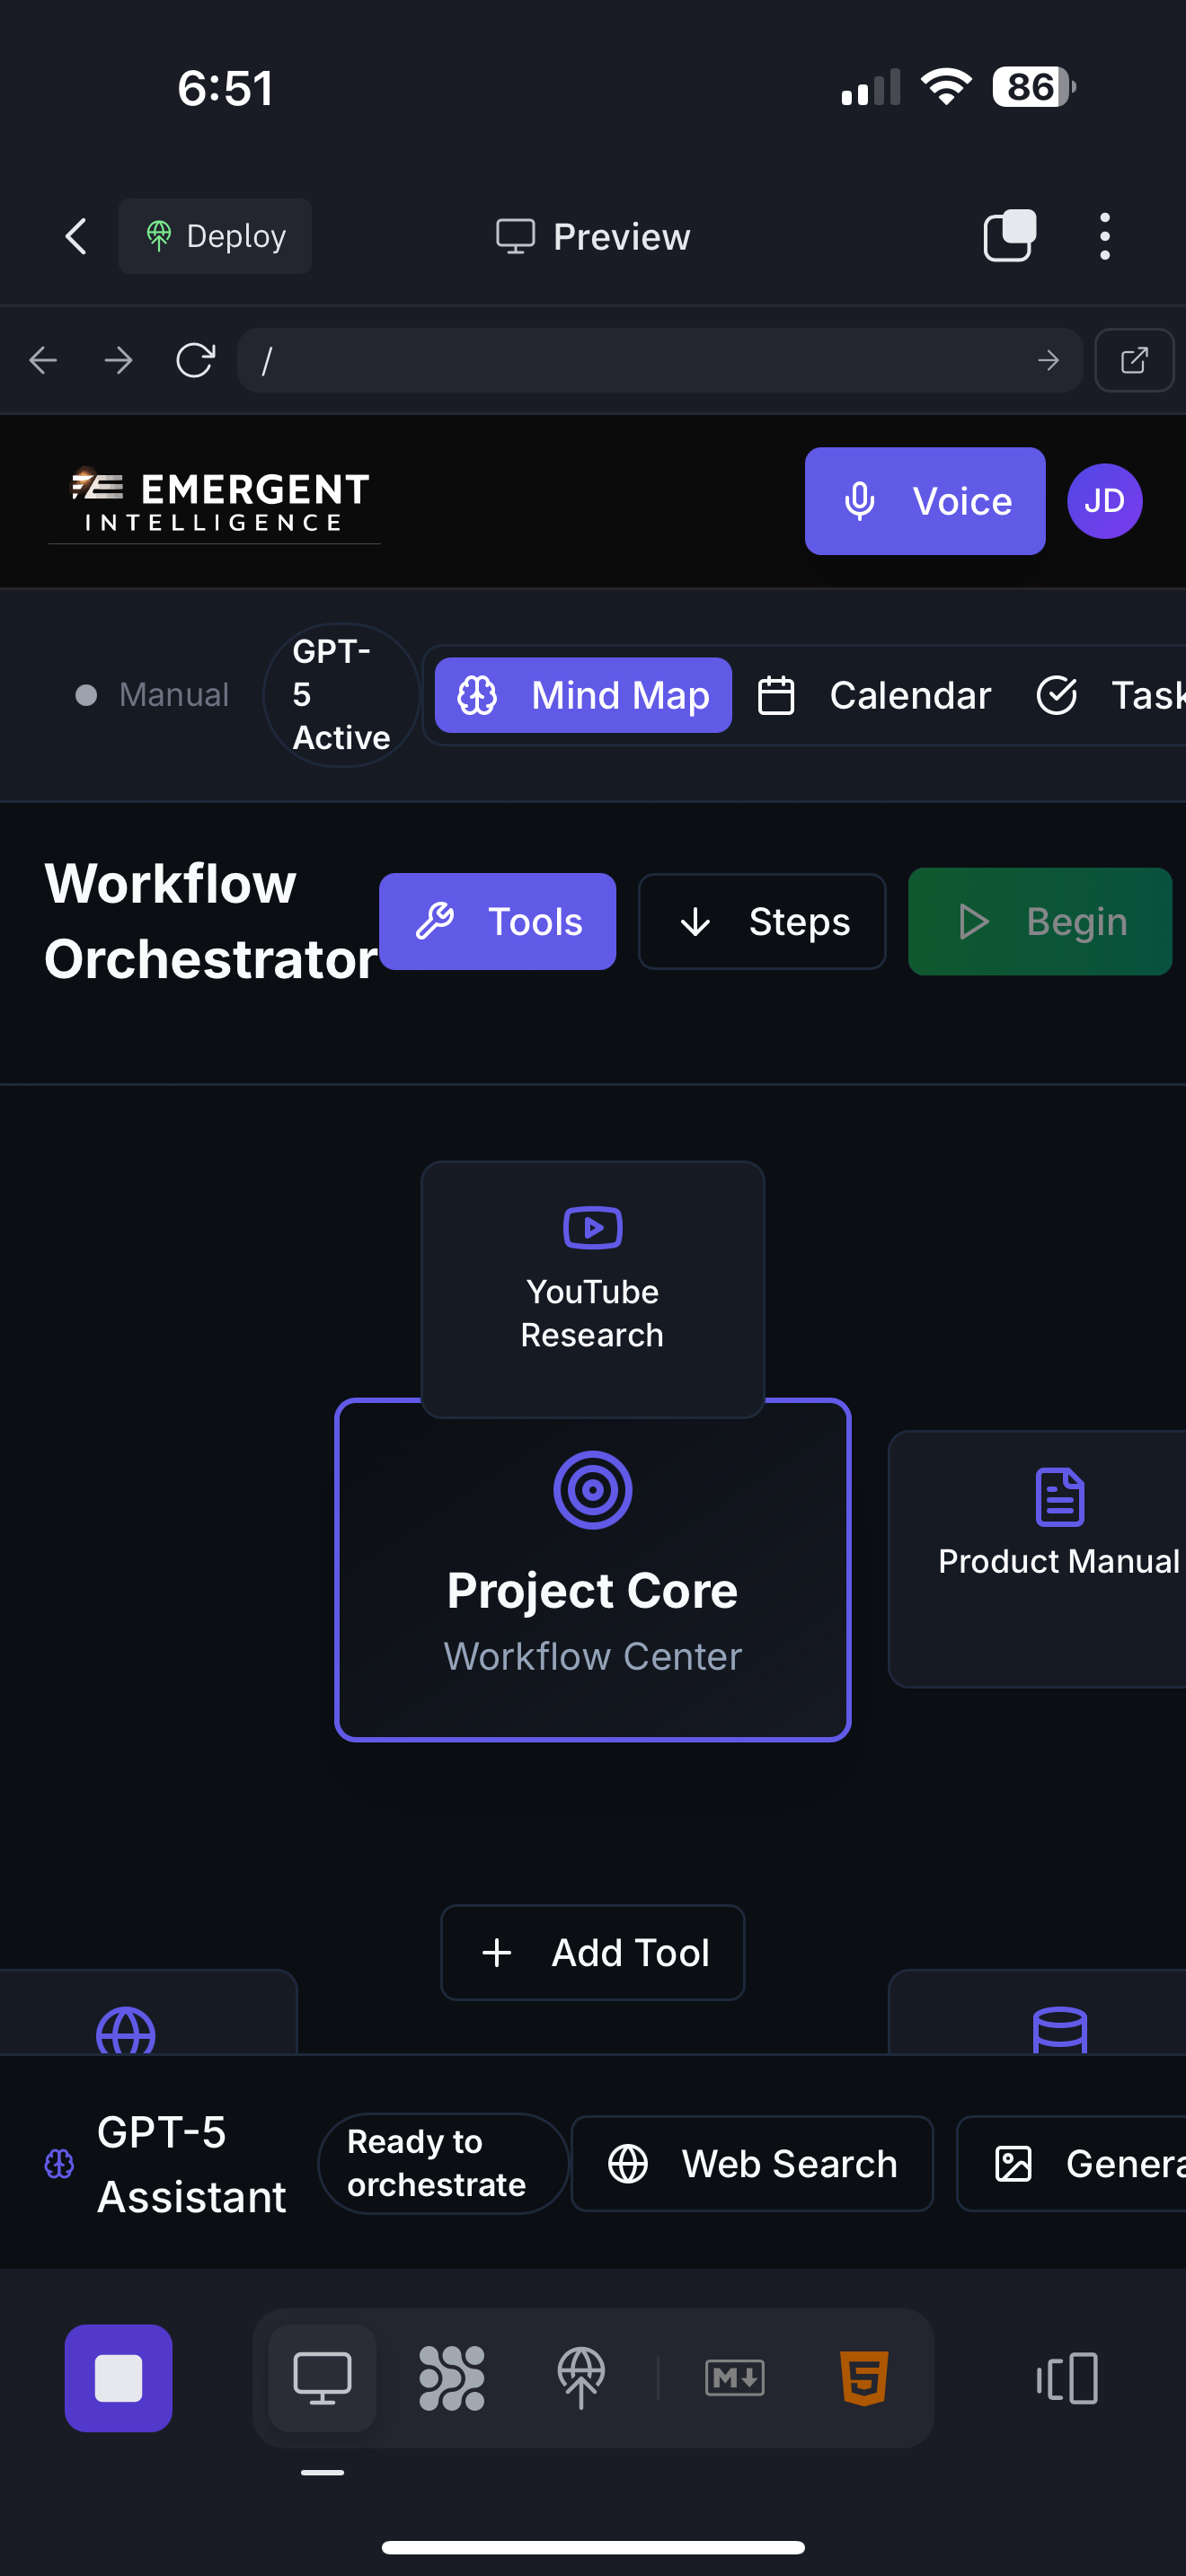 6:51
86
Deploy
Preview
/
EMERGENT
INTELLIGENCE
Voice
JD
Manual
GPT-
5
Active
Mind Map
Calendar
Task
Workflow
Orchestrator
Tools
Steps
Begin
YouTube
Research
Project Core
Workflow Center
Product Manual
Add Tool
GPT-5
Assistant
Ready to
orchestrate
Web Search
Genera
M
5